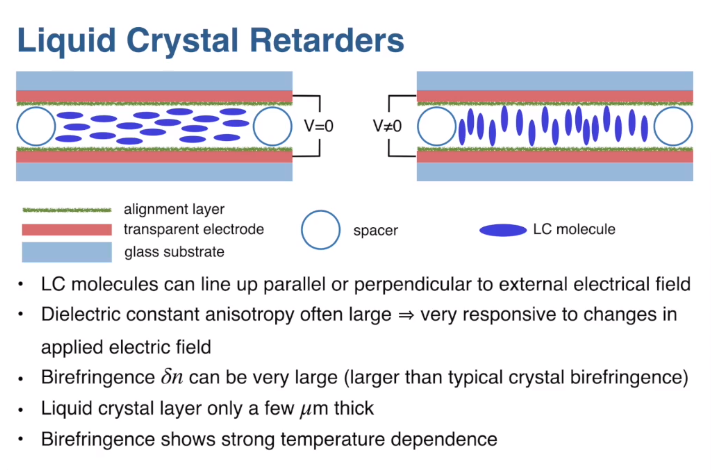 Liquid Crystal Retarders
V=0
V≠0
alignment layer
transparent electrode
glass substrate
spacer
LC molecule
• LC molecules can line up parallel or perpendicular to external electrical field
• Dielectric constant anisotropy often large ⇒ very responsive to changes in
applied electric field
• Birefringence δn can be very large (larger than typical crystal birefringence)
• Liquid crystal layer only a few μm thick
• Birefringence shows strong temperature dependence